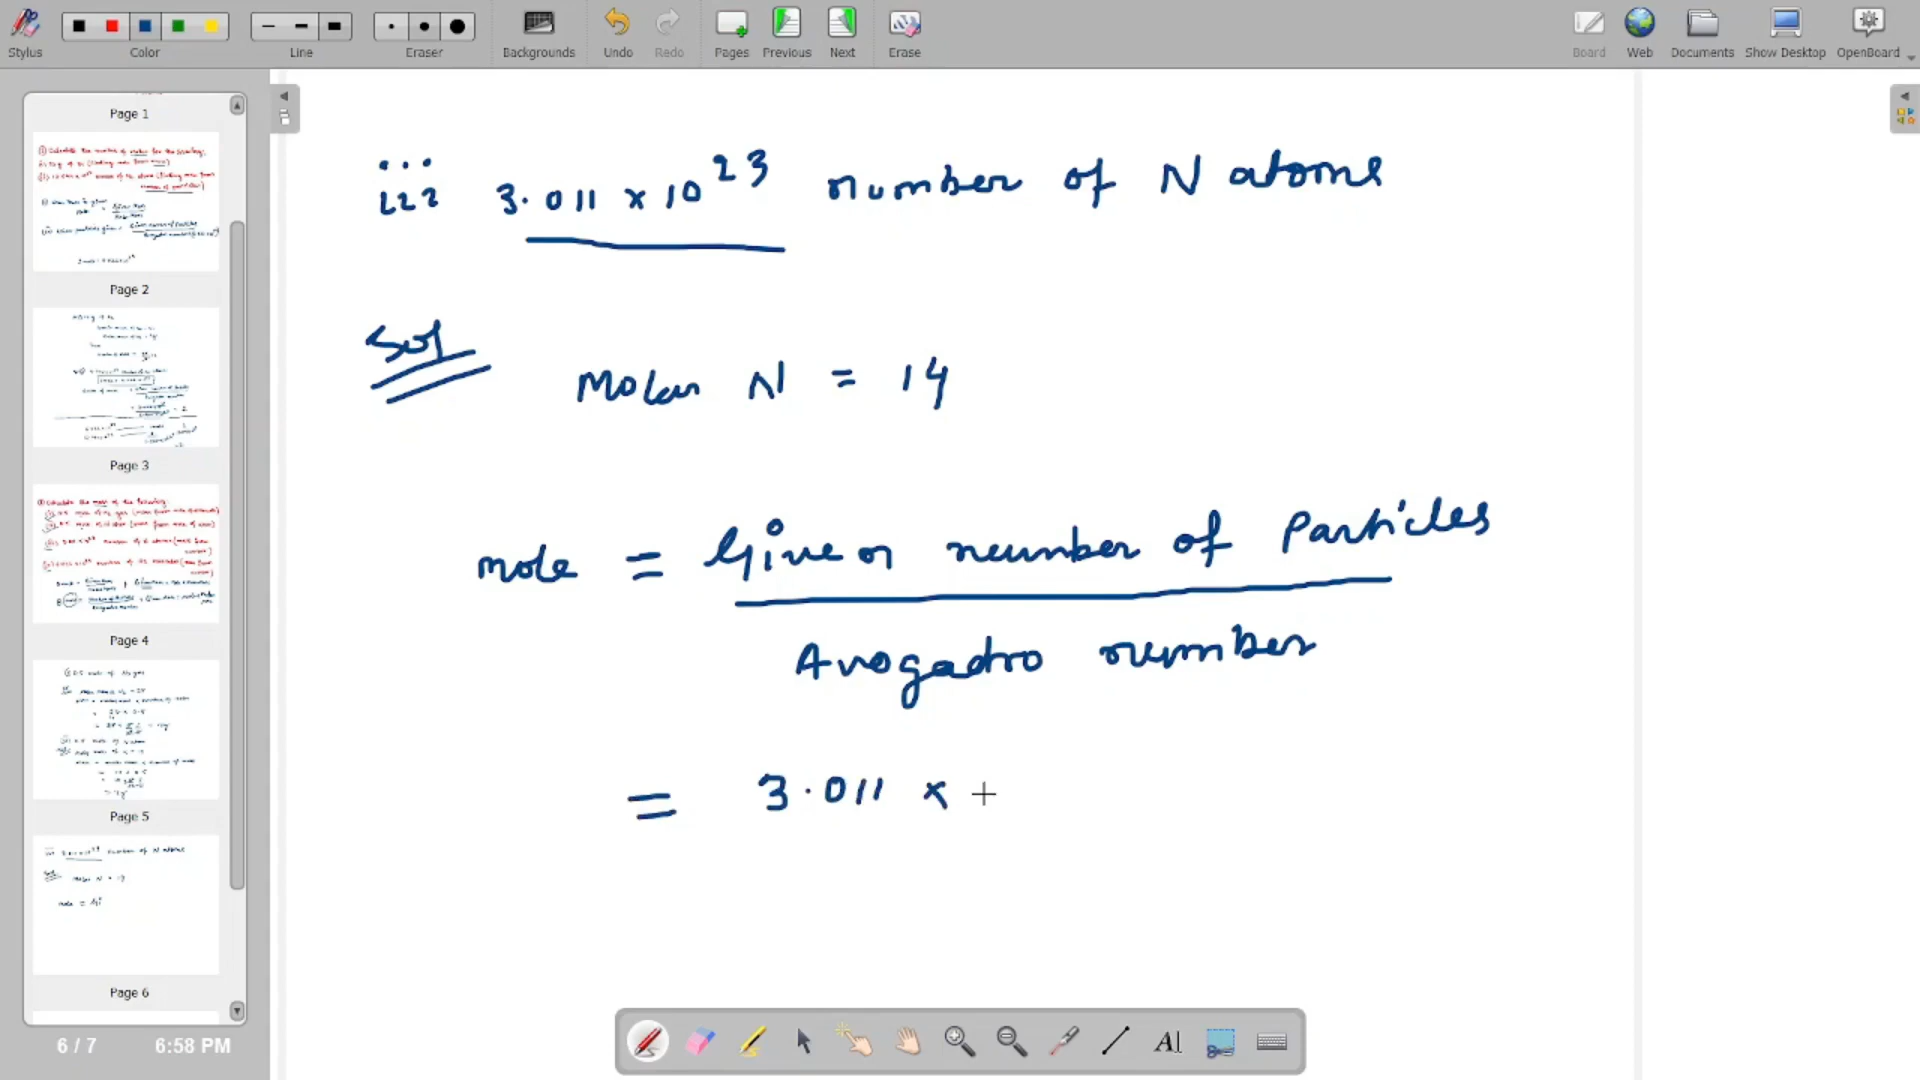 Stylus
Color
Line
Eraser
Backgrounds
Undo
Redo
Pages
Previous
Next
Erase
Board
Web
Documents
Show Desktop
OpenBoard
Page 1
Page 2
Page 3
Page 4
Page 5
Page 6
6 / 7 6:58 PM
iii 3.011 x 10^23 number of N atoms
Sol
Molar N = 14
mole = Given number of Particles
Avogadro number
= 3.011 x
AI